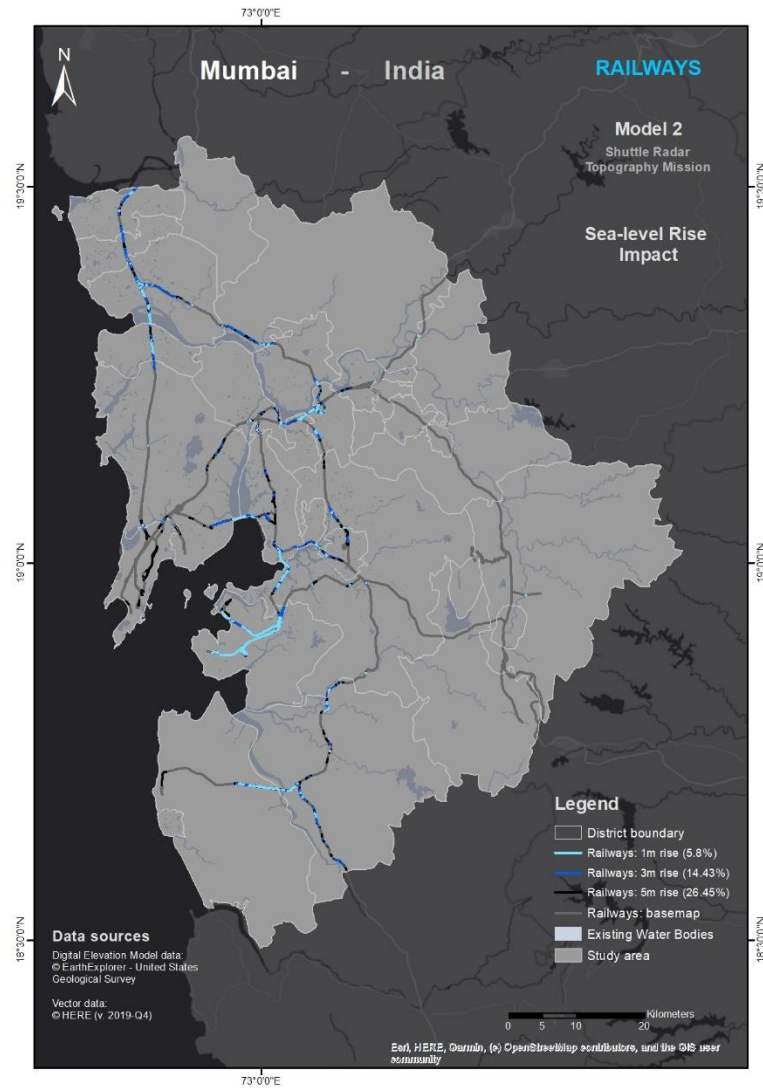 73°0'0"E
N
Mumbai - India
RAILWAYS
Model 2
Shuttle Radar
Topography Mission
Sea-level Rise
Impact
19°30'0"N
19°30'0"N
19°0'0"N
19°0'0"N
18°30'0"N
18°30'0"N
Legend
District boundary
Railways: 1m rise (5.8%)
Railways: 3m rise (14.43%)
Railways: 5m rise (26.45%)
Railways: basemap
Existing Water Bodies
Study area
Data sources
Digital Elevation Model data:
© EarthExplorer - United States
Geological Survey
Vector data:
© HERE (v. 2019-Q4)
Kilometers
0 5 10 20
Esri, HERE, Garmin, (c) OpenStreetMap contributors, and the GIS user
community
73°0'0"E